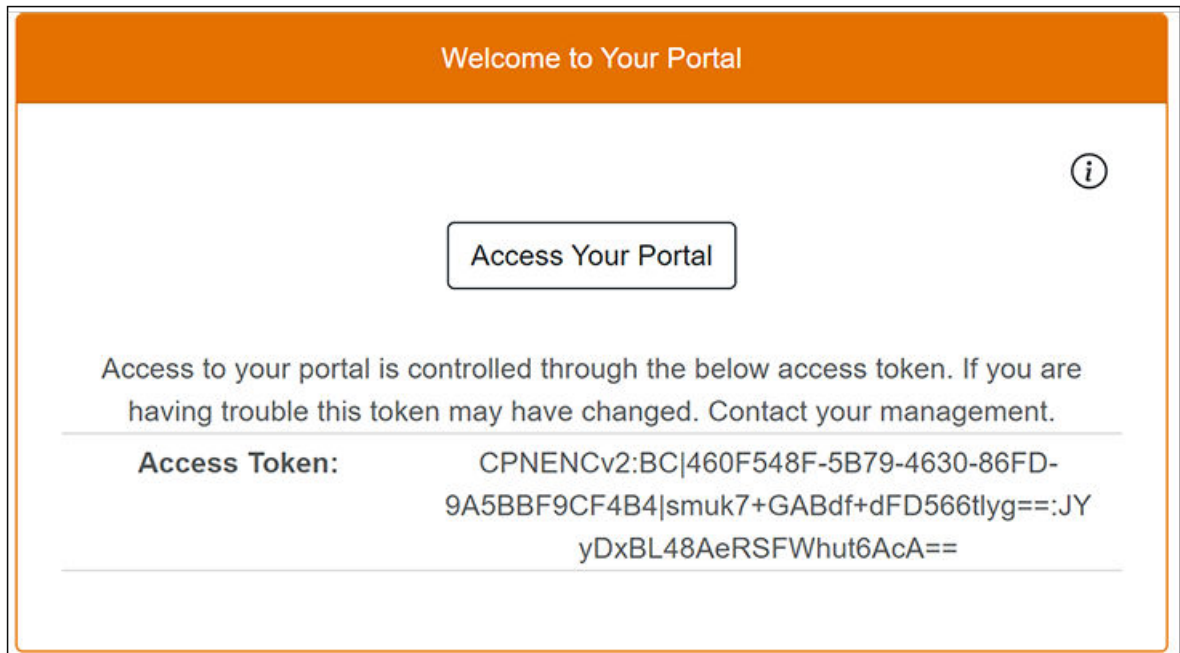 Welcome to Your Portal
i
Access Your Portal
Access to your portal is controlled through the below access token. If you are
having trouble this token may have changed. Contact your management.
Access Token: CPNENCv2:BC|460F548F-5B79-4630-86FD-
9A5BBF9CF4B4|smuk7+GABdf+dFD566tlyg==:JY
yDxBL48AeRSFWhut6AcA==